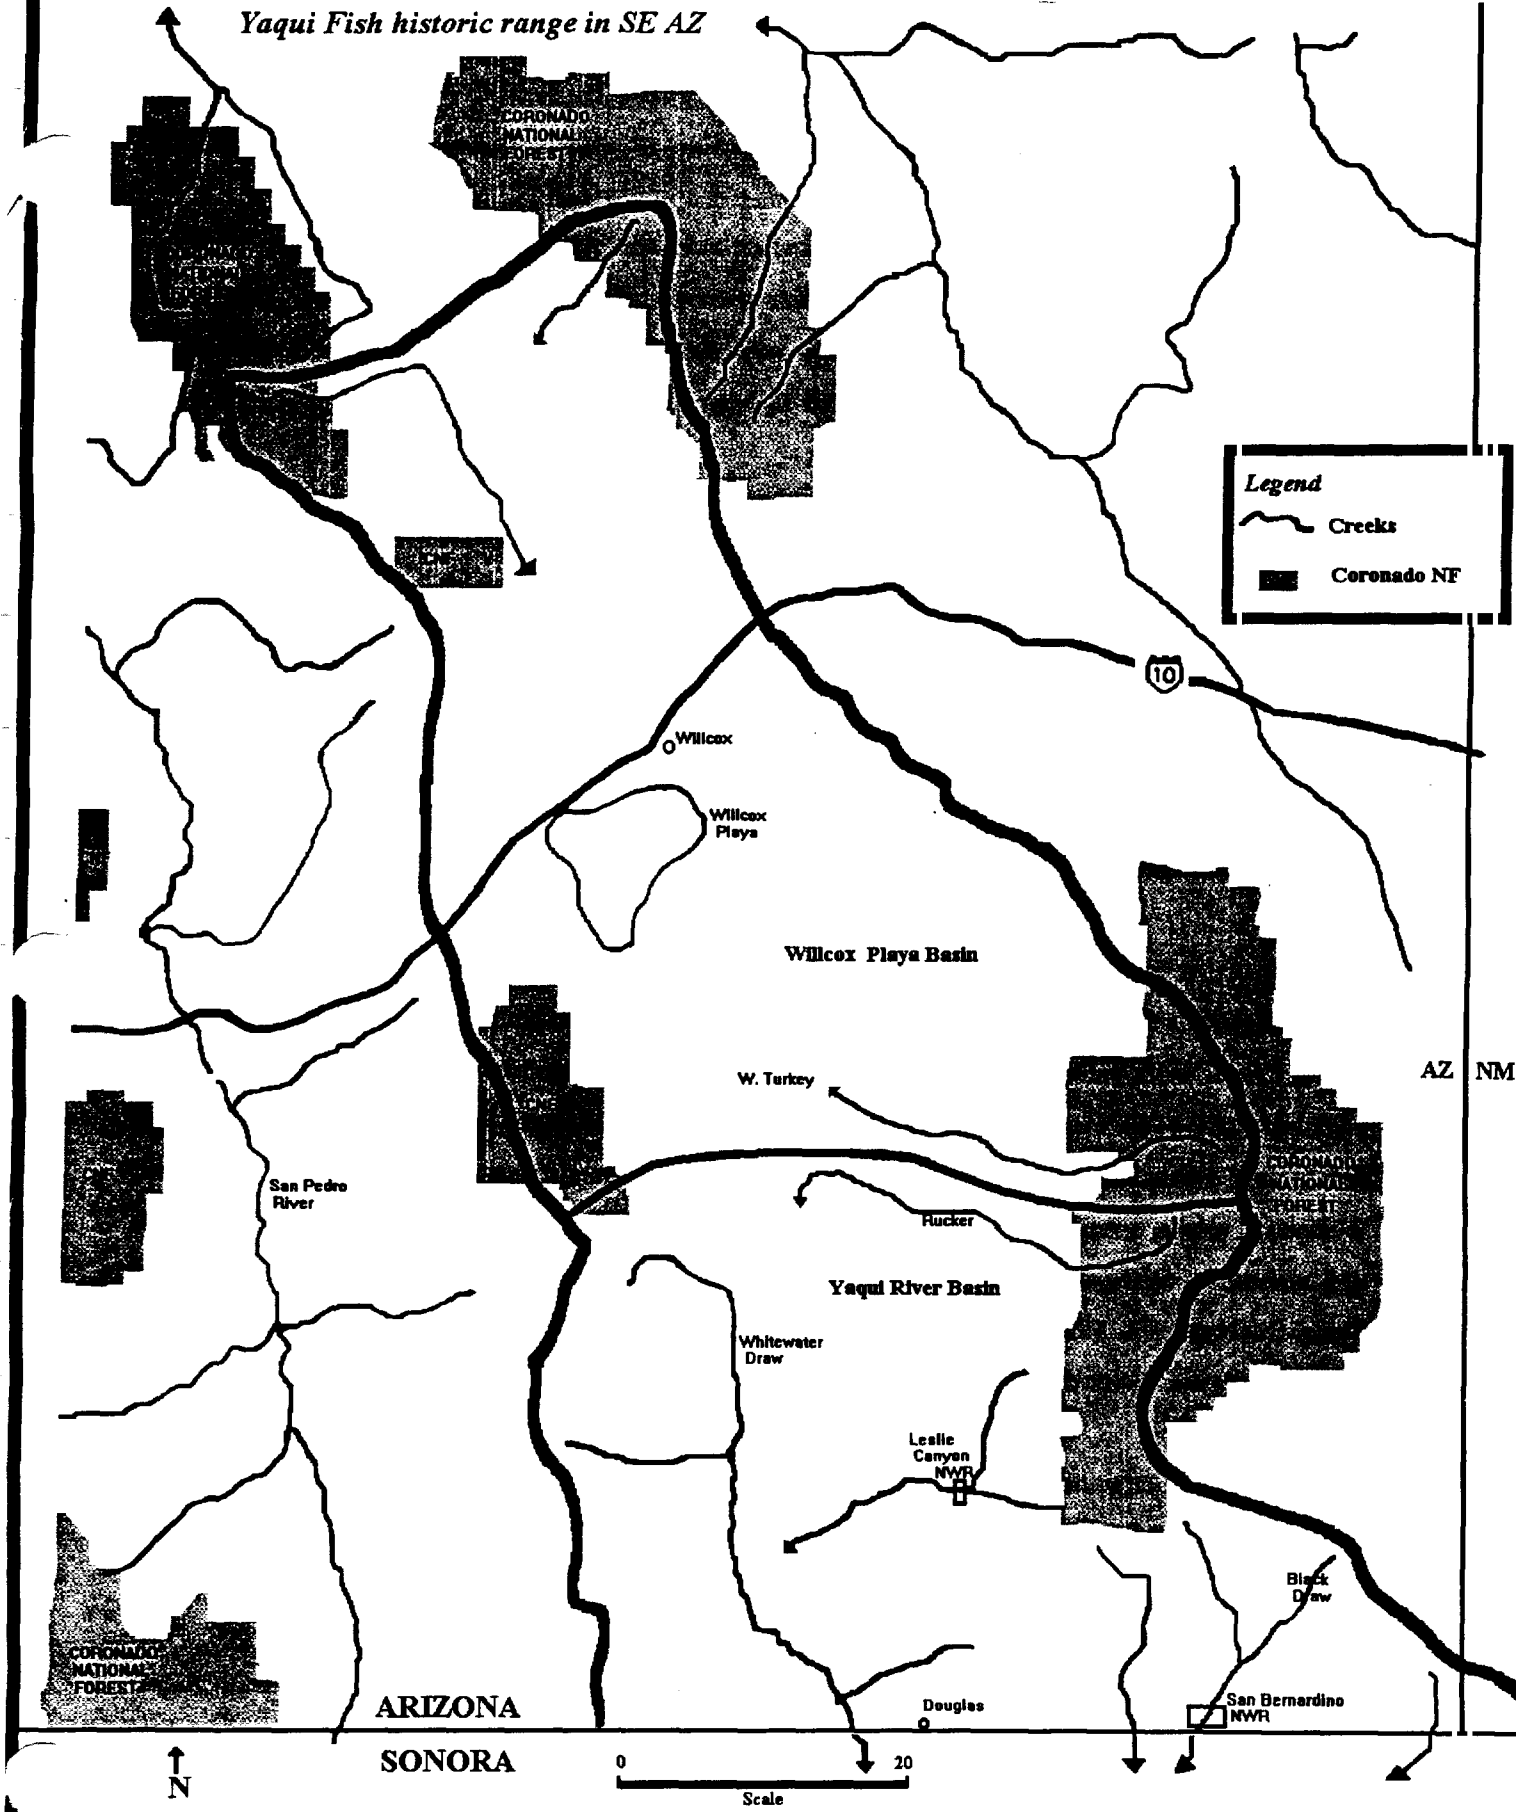 Yaqui Fish historic range in SE AZ
CORONADO
NATIONAL
FOREST
Legend
Creeks
Coronado NF
10
Willcox
Willcox
Playa
Willcox Playa Basin
AZ
NM
W. Turkey
CORONADO
NATIONAL
FOREST
San Pedro
River
Rucker
Yaqui River Basin
Whitewater
Draw
Leslie
Canyon
NWR
Black
Draw
CORONADO
NATIONAL
FOREST
ARIZONA
Douglas
San Bernardino
NWR
SONORA
N
0
20
Scale